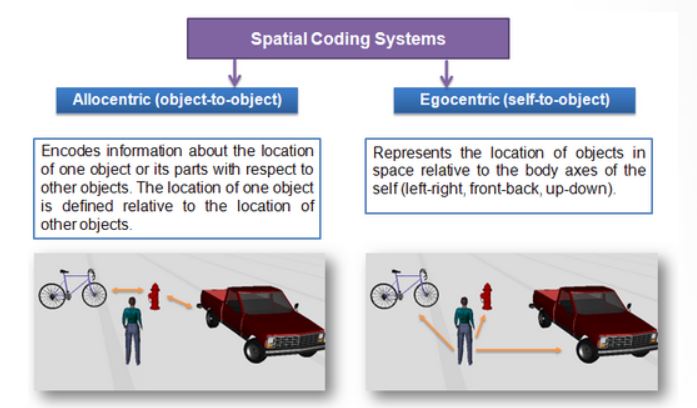 Spatial Coding Systems
Allocentric (object-to-object)
Egocentric (self-to-object)
Encodes information about the location
of one object or its parts with respect to
other objects. The location of one object
is defined relative to the location of
other objects.
Represents the location of objects in
space relative to the body axes of the
self (left-right, front-back, up-down).